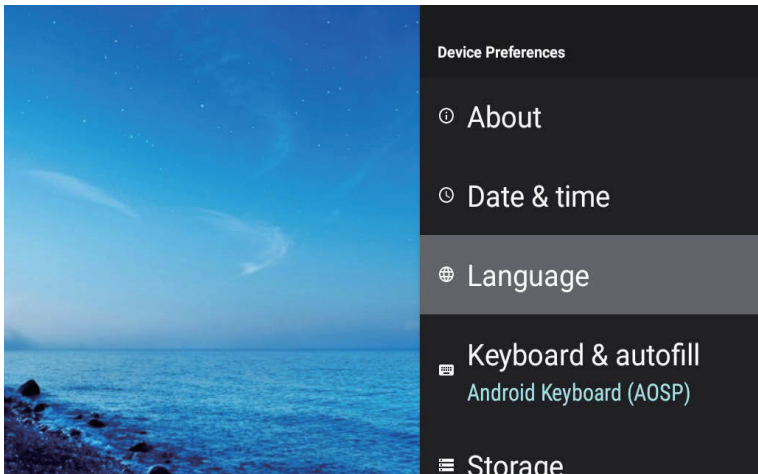 Device Preferences
About
Date & time
Language
Keyboard & autofill
Android Keyboard (AOSP)
Storage